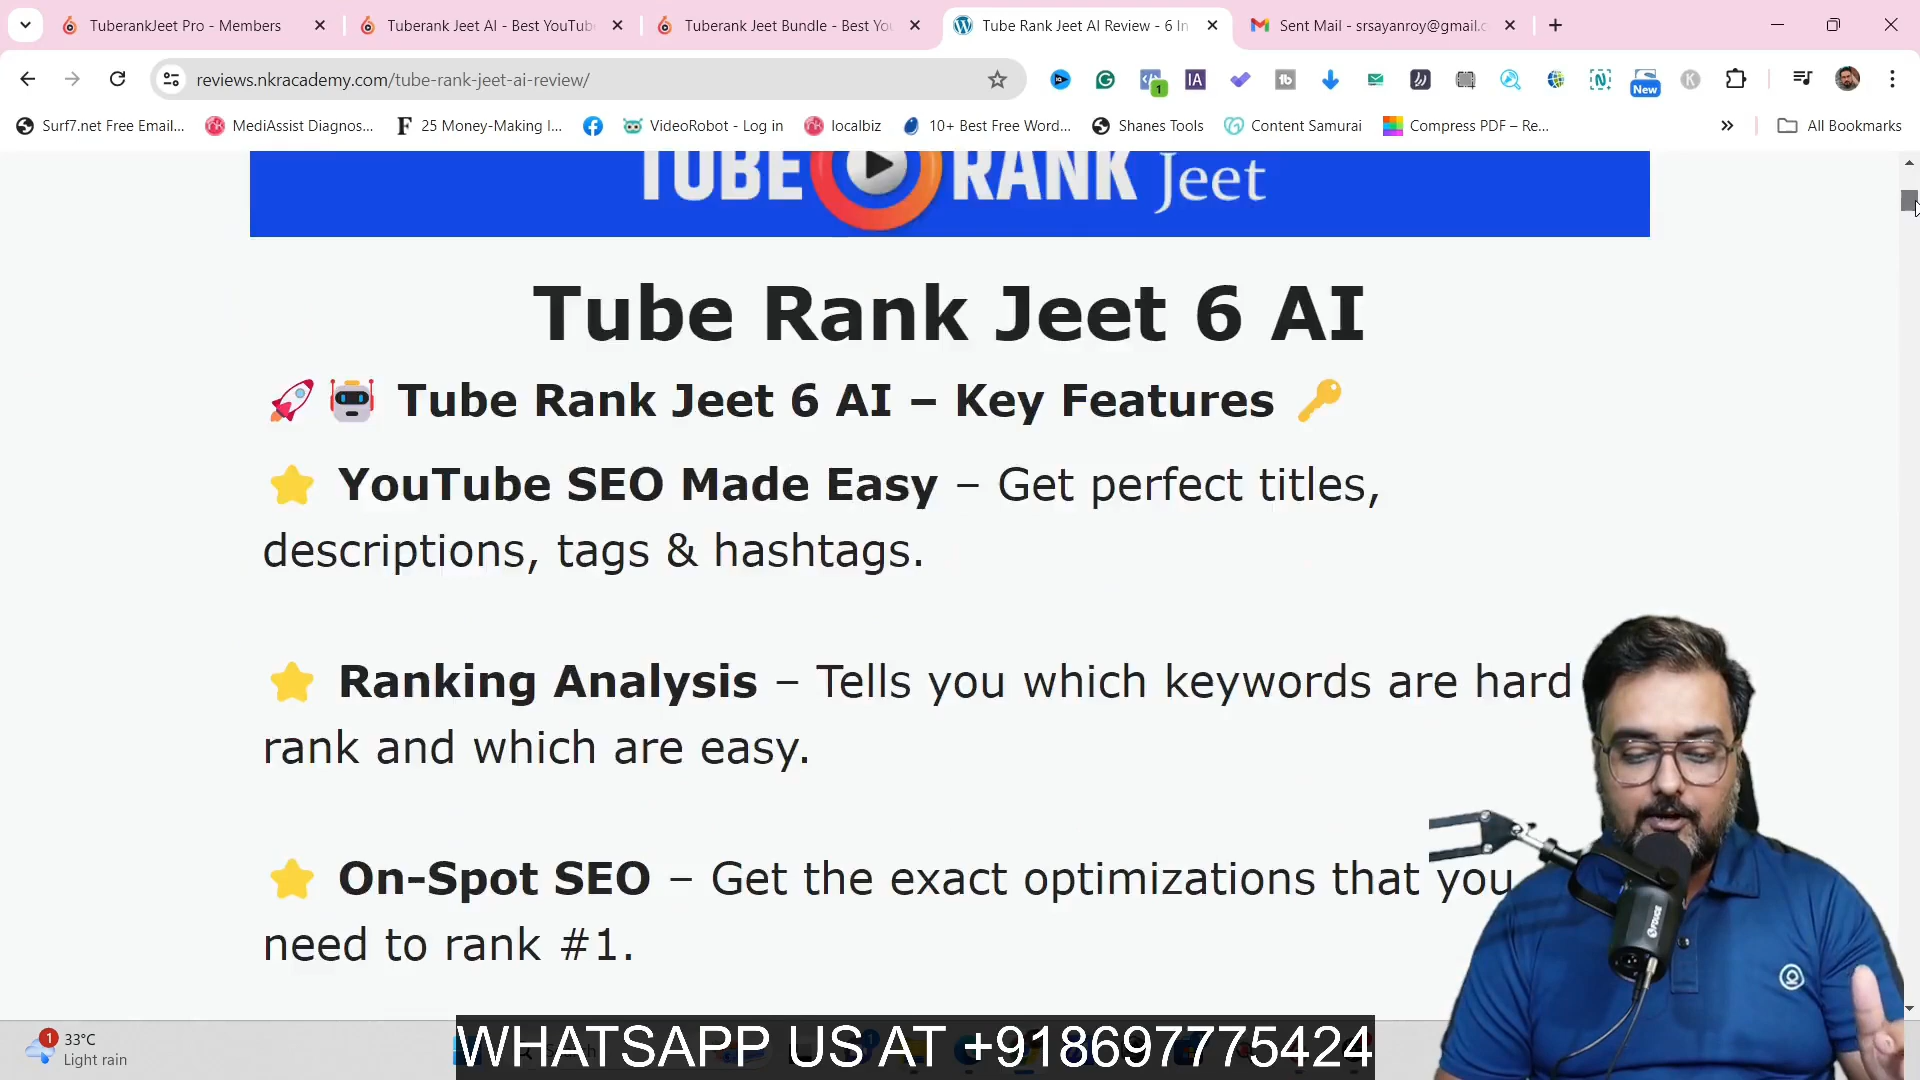 TuberankJeet Pro - Members
Tuberank Jeet AI - Best YouTube
Tuberank Jeet Bundle - Best You
Tube Rank Jeet AI Review - 6 In
Sent Mail - srsayanroy@gmail.c
reviews.nkracademy.com/tube-rank-jeet-ai-review/
1
IA
New
K
Surf7.net Free Email...
MediAssist Diagnos...
25 Money-Making I...
VideoRobot - Log in
localbiz
10+ Best Free Word...
Shanes Tools
Content Samurai
Compress PDF – Re...
All Bookmarks
TUBE RANK Jeet
Tube Rank Jeet 6 AI
Tube Rank Jeet 6 AI – Key Features
YouTube SEO Made Easy – Get perfect titles,
descriptions, tags & hashtags.
Ranking Analysis – Tells you which keywords are hard
rank and which are easy.
On-Spot SEO – Get the exact optimizations that you
need to rank #1.
1
33°C
Light rain
WHATSAPP US AT +918697775424